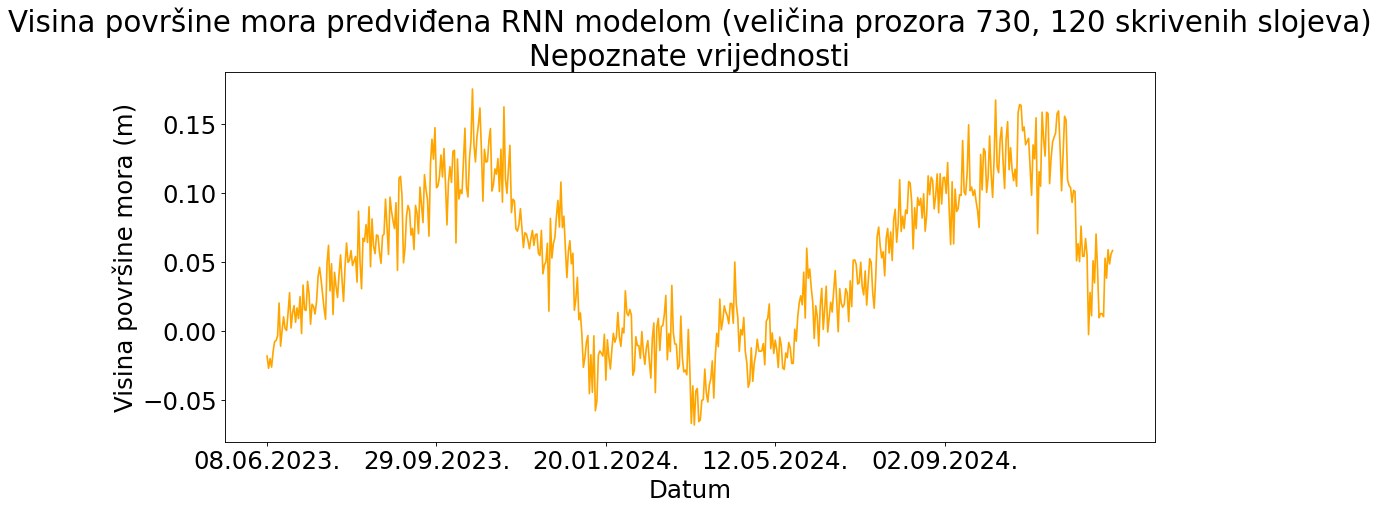 Visina površine mora predviđena RNN modelom (veličina prozora 730, 120 skrivenih slojeva)
Nepoznate vrijednosti
Visina površine mora (m)
0.15
0.10
0.05
0.00
−0.05
08.06.2023. 29.09.2023. 20.01.2024. 12.05.2024. 02.09.2024.
Datum